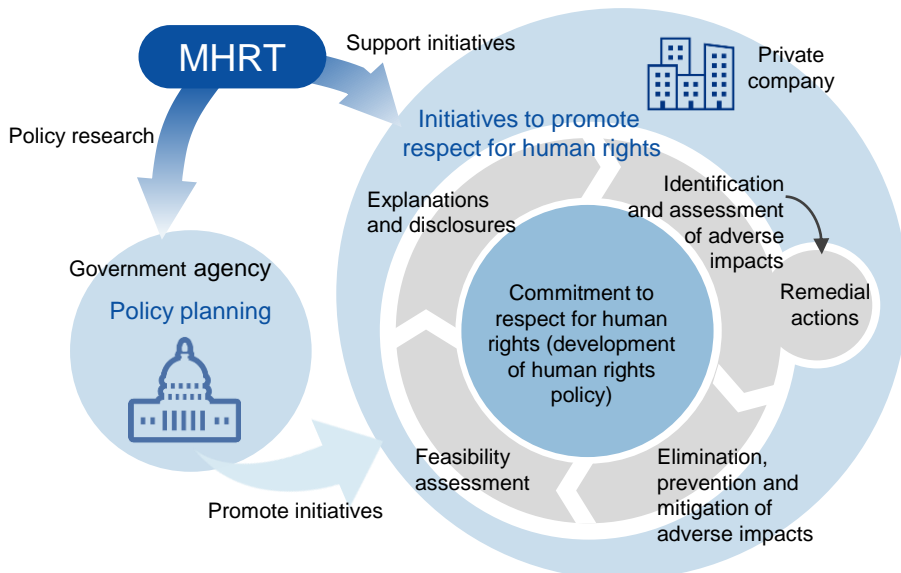 MHRT
Support initiatives
Private
company
Policy research
Initiatives to promote
respect for human rights
Explanations
and disclosures
Identification
and assessment
of adverse
impacts
Remedial
actions
Government agency
Policy planning
Commitment to
respect for human
rights (development
of human rights
policy)
Feasibility
assessment
Elimination,
prevention and
mitigation of
adverse impacts
Promote initiatives